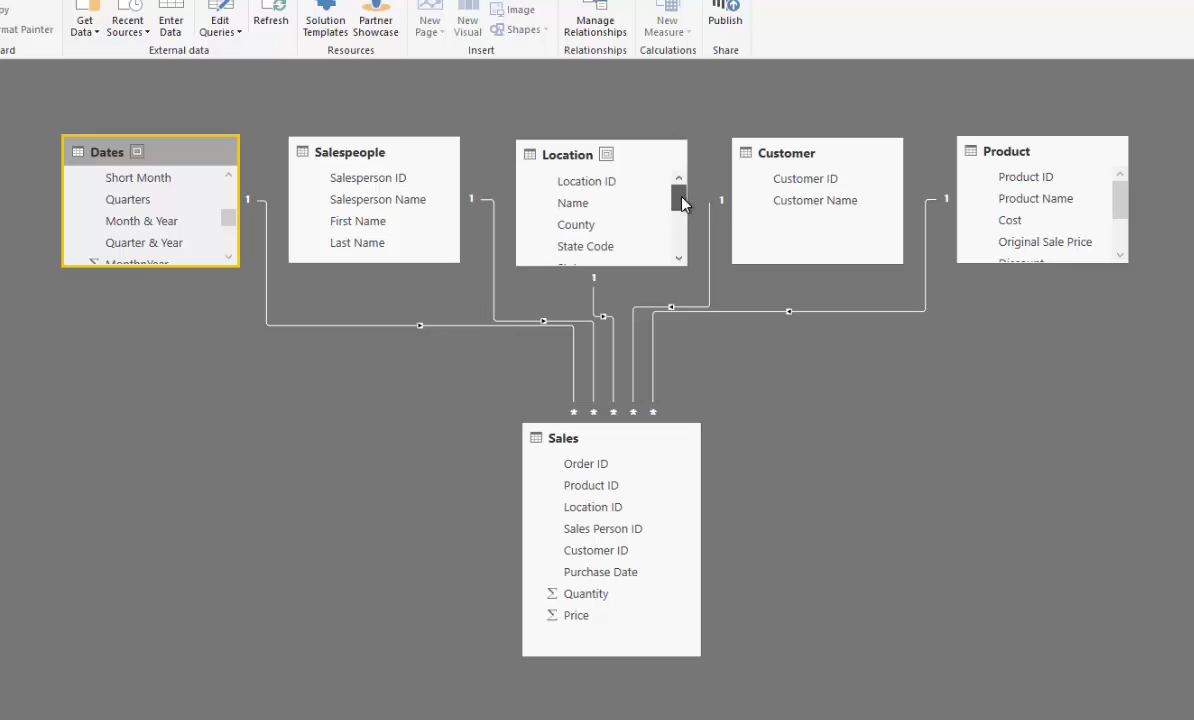 py
rmat Painter
ard
Get
Data
Recent
Sources
Enter
Data
Edit
Queries
External data
Refresh
Solution
Templates
Partner
Showcase
Resources
New
Page
New
Visual
Image
Shapes
Insert
Manage
Relationships
Relationships
New
Measure
Calculations
Publish
Share
Dates
Short Month
Quarters
Month & Year
Quarter & Year
Σ MonthnYear
1
Salespeople
Salesperson ID
Salesperson Name
First Name
Last Name
1
Location
Location ID
Name
County
State Code
1
Customer
Customer ID
Customer Name
1
Product
Product ID
Product Name
Cost
Original Sale Price
Discount
1
* * * * *
Sales
Order ID
Product ID
Location ID
Sales Person ID
Customer ID
Purchase Date
Σ Quantity
Σ Price